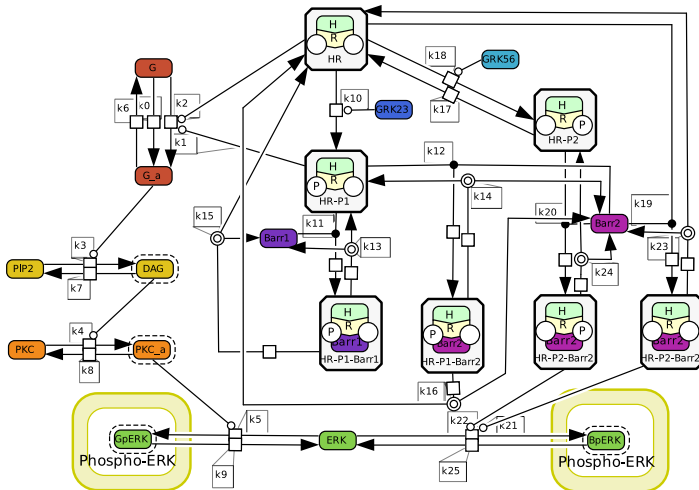 H
R
HR
k18
GRK56
G
k6
k0
k2
k10
GRK23
k17
H
R
P
HR-P2
k1
k12
H
R
P
HR-P1
G_a
k14
k15
k11
k20
k19
Barr1
Barr2
k3
k13
k23
PIP2
DAG
k24
k7
H
R
P
Barr1
HR-P1-Barr1
H
R
Barr2
HR-P1-Barr2
H
R
P
Barr2
HR-P2-Barr2
H
R
Barr2
HR-P2-Barr2
k4
PKC
PKC_a
k8
k16
k5
k22
k21
GpERK
ERK
BpERK
Phospho-ERK
Phospho-ERK
k9
k25